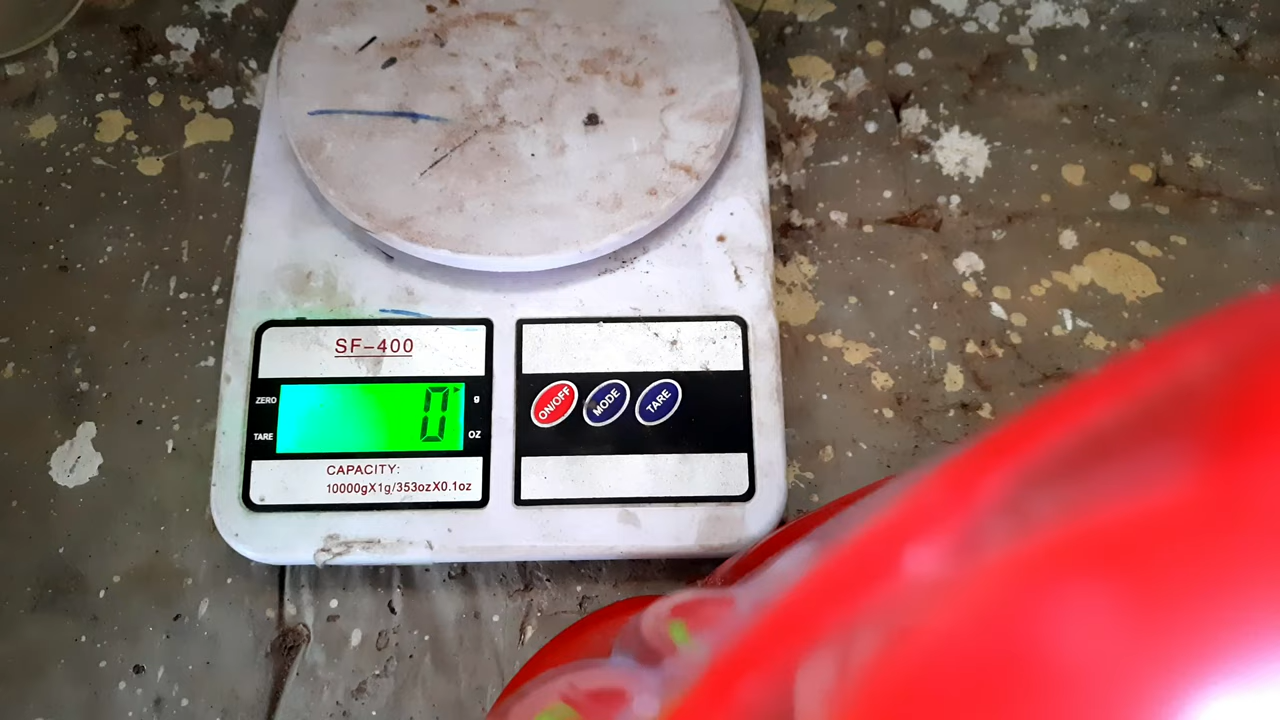 SF-400
ZERO
0
g
TARE
OZ
CAPACITY:
10000gX1g/353ozX0.1oz
ON/OFF
MODE
TARE